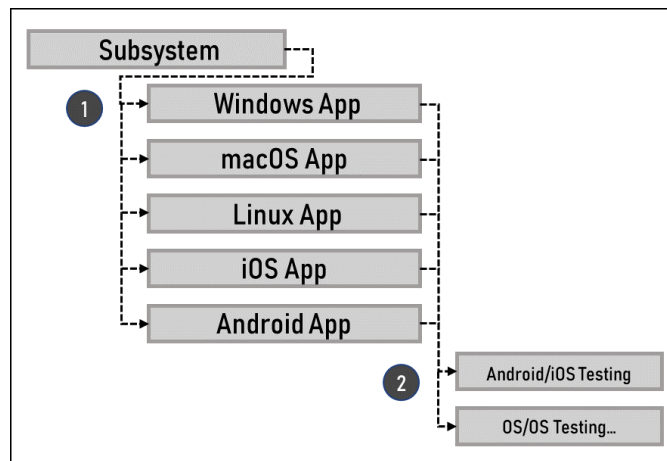 Subsystem
1
Windows App
macOS App
Linux App
iOS App
Android App
2
Android/iOS Testing
OS/OS Testing...